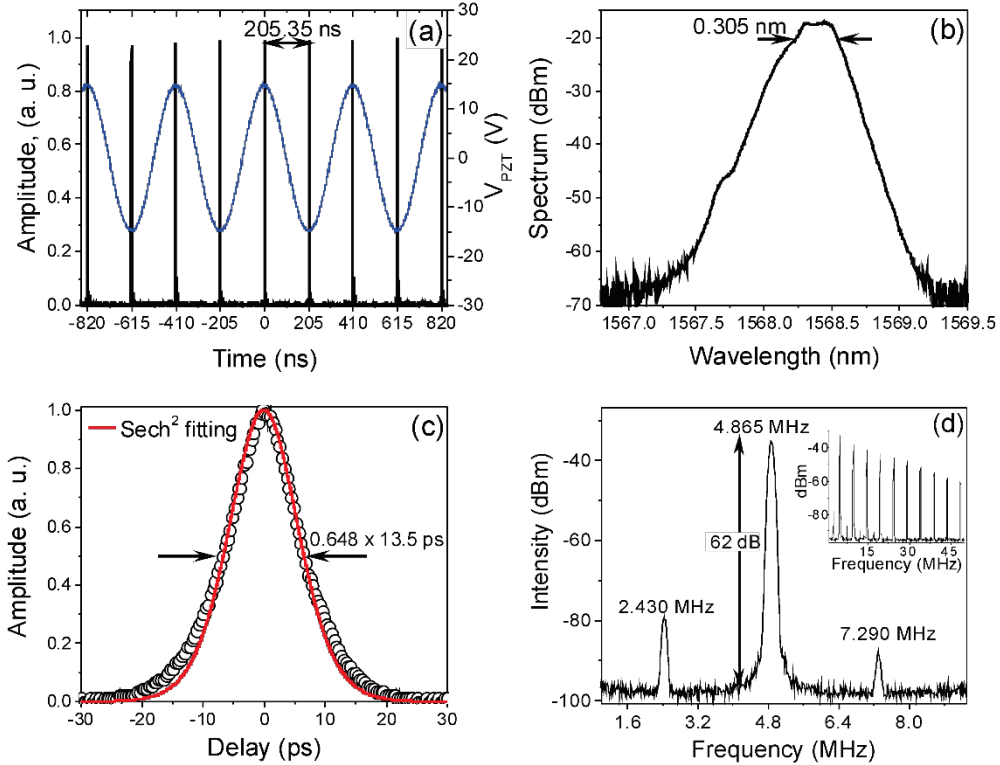 (a)
205.35 ns
Amplitude, (a. u.)
1.0
0.8
0.6
0.4
0.2
0.0
30
20
10
0
-10
-20
-30
V_PZT (V)
-820 -615 -410 -205 0 205 410 615 820
Time (ns)
(b)
0.305 nm
Spectrum (dBm)
-20
-30
-40
-50
-60
-70
1567.0 1567.5 1568.0 1568.5 1569.0 1569.5
Wavelength (nm)
(c)
Sech² fitting
0.648 x 13.5 ps
Amplitude (a. u.)
1.0
0.8
0.6
0.4
0.2
0.0
-30 -20 -10 0 10 20 30
Delay (ps)
(d)
4.865 MHz
62 dB
2.430 MHz
7.290 MHz
Intensity (dBm)
-40
-60
-80
-100
1.6 3.2 4.8 6.4 8.0
Frequency (MHz)
dBm
-30
-60
-80
15 30 45
Frequency (MHz)